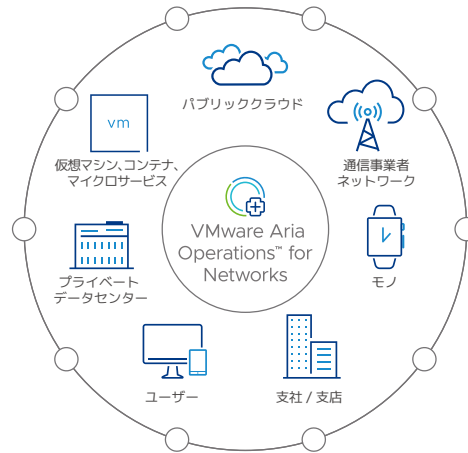 パブリッククラウド
vm
仮想マシン、コンテナ、
マイクロサービス
通信事業者
ネットワーク
VMware Aria
Operations™ for
Networks
プライベート
データセンター
モノ
ユーザー
支社 / 支店